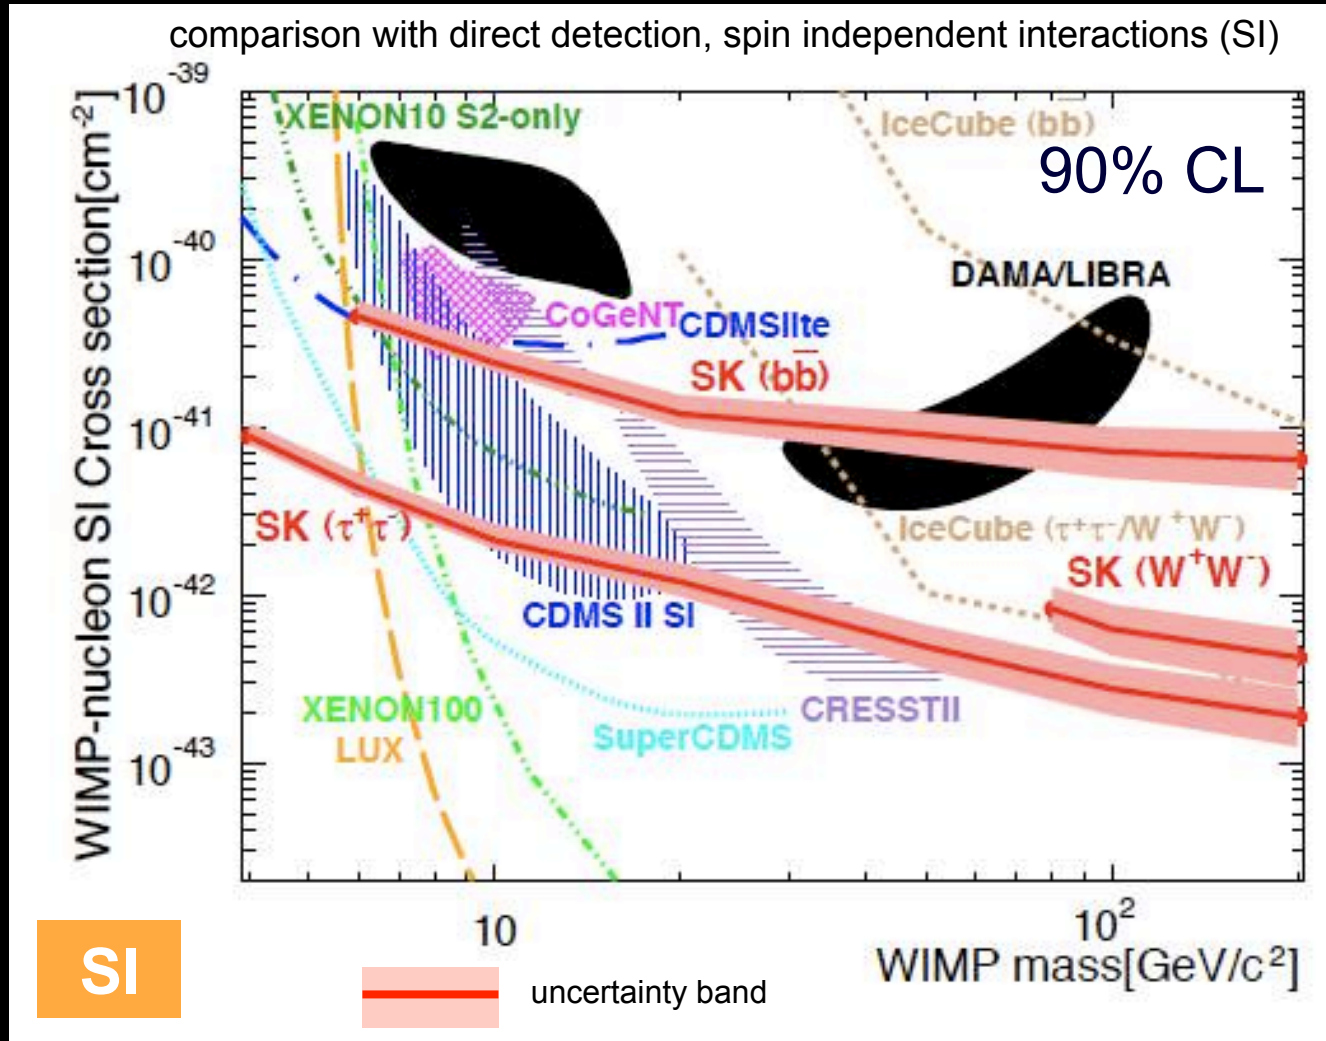 comparison with direct detection, spin independent interactions (SI)
WIMP-nucleon SI Cross section[cm⁻²]
10⁻³⁹
10⁻⁴⁰
10⁻⁴¹
10⁻⁴²
10⁻⁴³
XENON10 S2-only
IceCube (bb̅)
90% CL
DAMA/LIBRA
CoGeNT
CDMSlite
SK (bb̅)
SK (τ⁺τ⁻)
IceCube (τ⁺τ⁻/W⁺W⁻)
SK (W⁺W⁻)
CDMS II SI
XENON100
CRESSTII
SuperCDMS
LUX
10
10²
WIMP mass[GeV/c²]
SI
uncertainty band